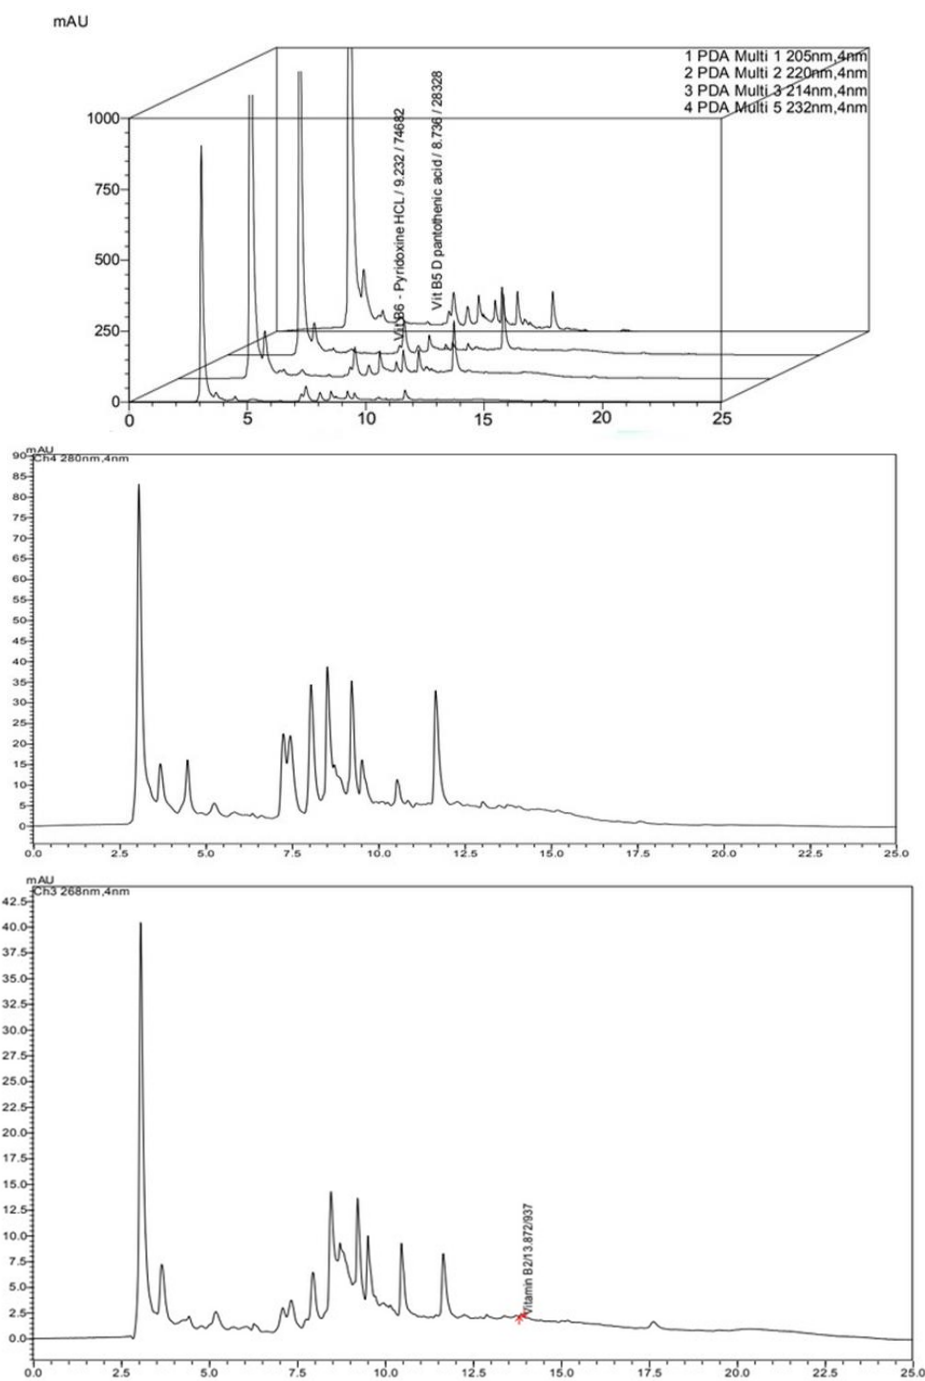 mAU
1 PDA Multi 1 205nm,4nm
2 PDA Multi 2 220nm,4nm
3 PDA Multi 3 214nm,4nm
4 PDA Multi 5 232nm,4nm
1000
750
500
250
0
Vit B6 - Pyridoxine HCL / 9.232 / 74682
Vit B5 D pantothenic acid / 8.736 / 28328
0 5 10 15 20 25
mAU
Ch4 280nm,4nm
90
85
80
75
70
65
60
55
50
45
40
35
30
25
20
15
10
5
0
0.0 2.5 5.0 7.5 10.0 12.5 15.0 17.5 20.0 22.5 25.0
mAU
Ch3 268nm,4nm
42.5
40.0
37.5
35.0
32.5
30.0
27.5
25.0
22.5
20.0
17.5
15.0
12.5
10.0
7.5
5.0
2.5
0.0
Vitamin B2/13.872/937
0.0 2.5 5.0 7.5 10.0 12.5 15.0 17.5 20.0 22.5 25.0